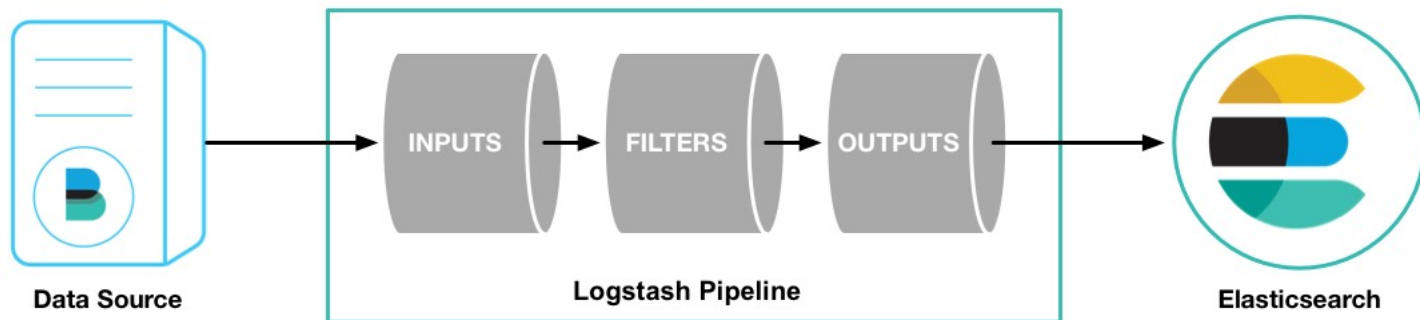 INPUTS
FILTERS
OUTPUTS
Data Source
Logstash Pipeline
Elasticsearch